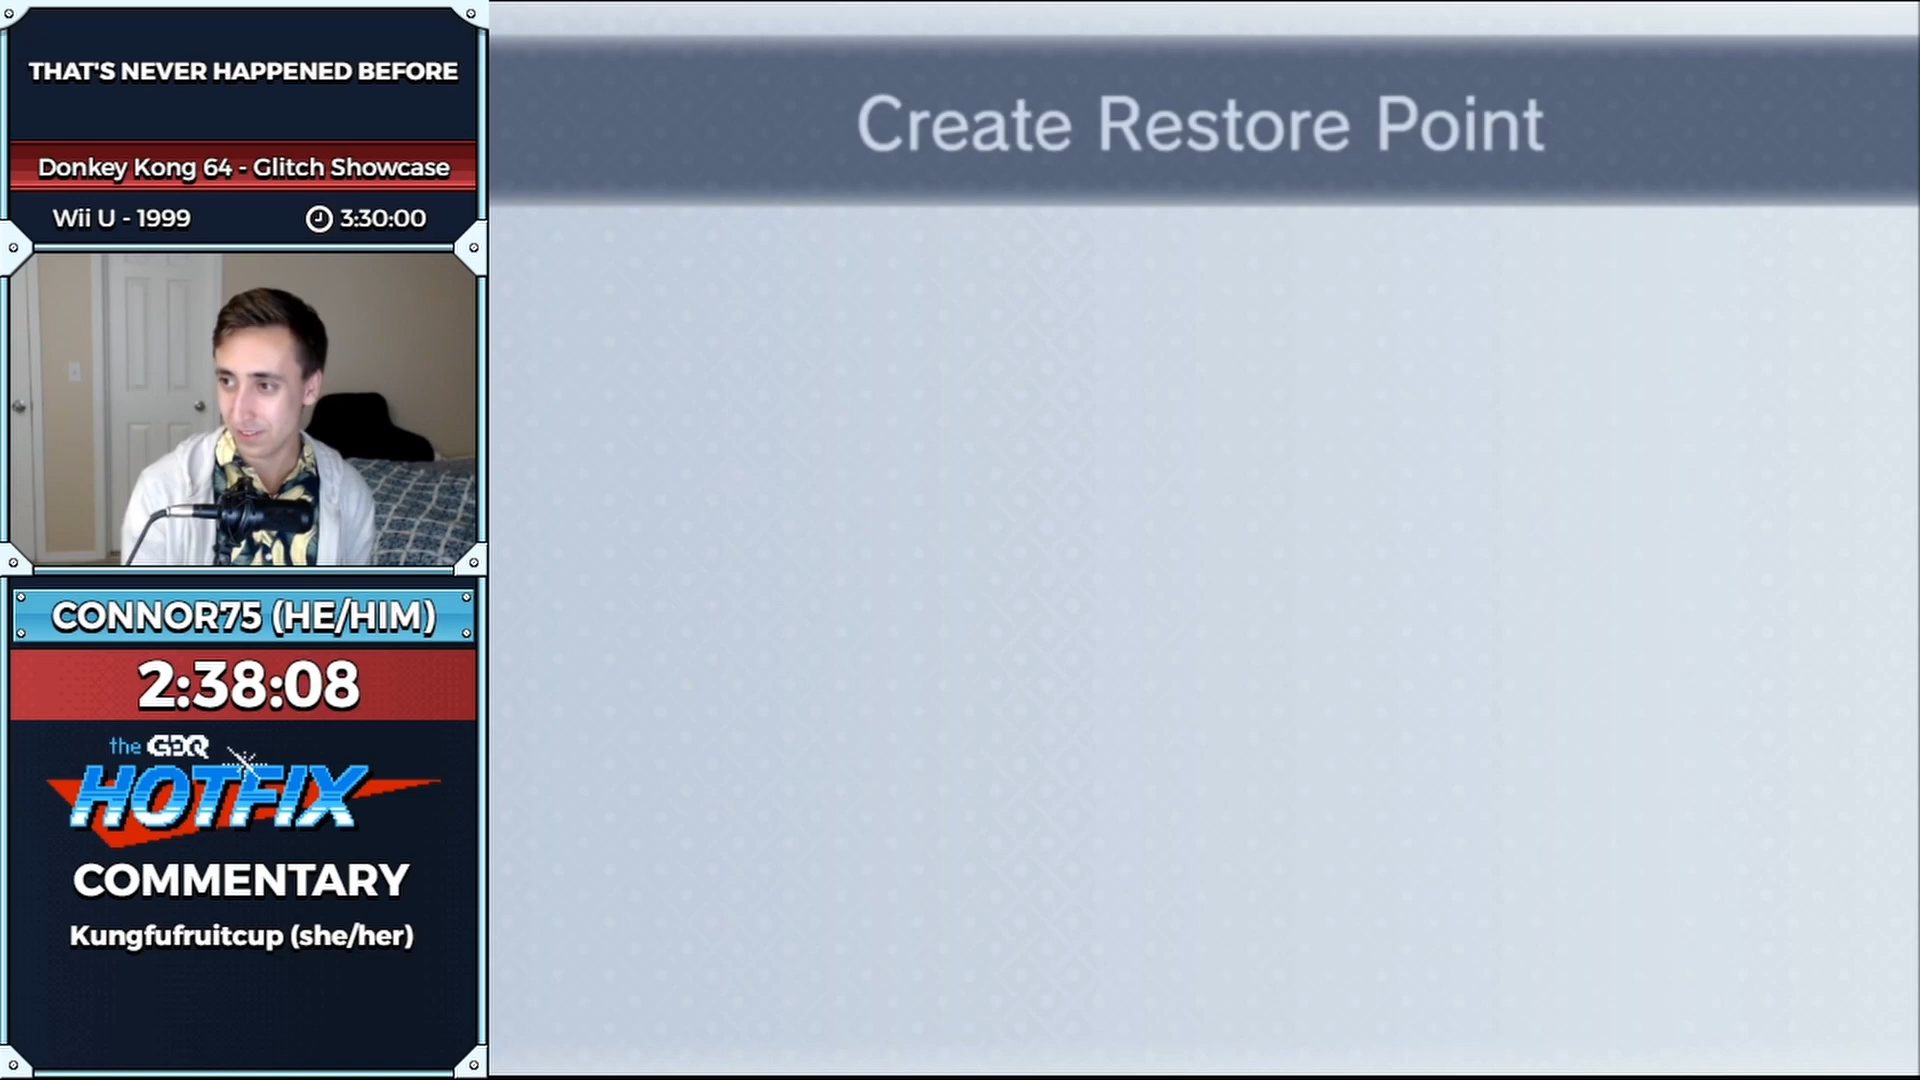 THAT'S NEVER HAPPENED BEFORE
Donkey Kong 64 - Glitch Showcase
Wii U - 1999 3:30:00
CONNOR75 (HE/HIM)
2:38:08
the GDQ
HOTFIX
COMMENTARY
Kungfufruitcup (she/her)
Create Restore Point